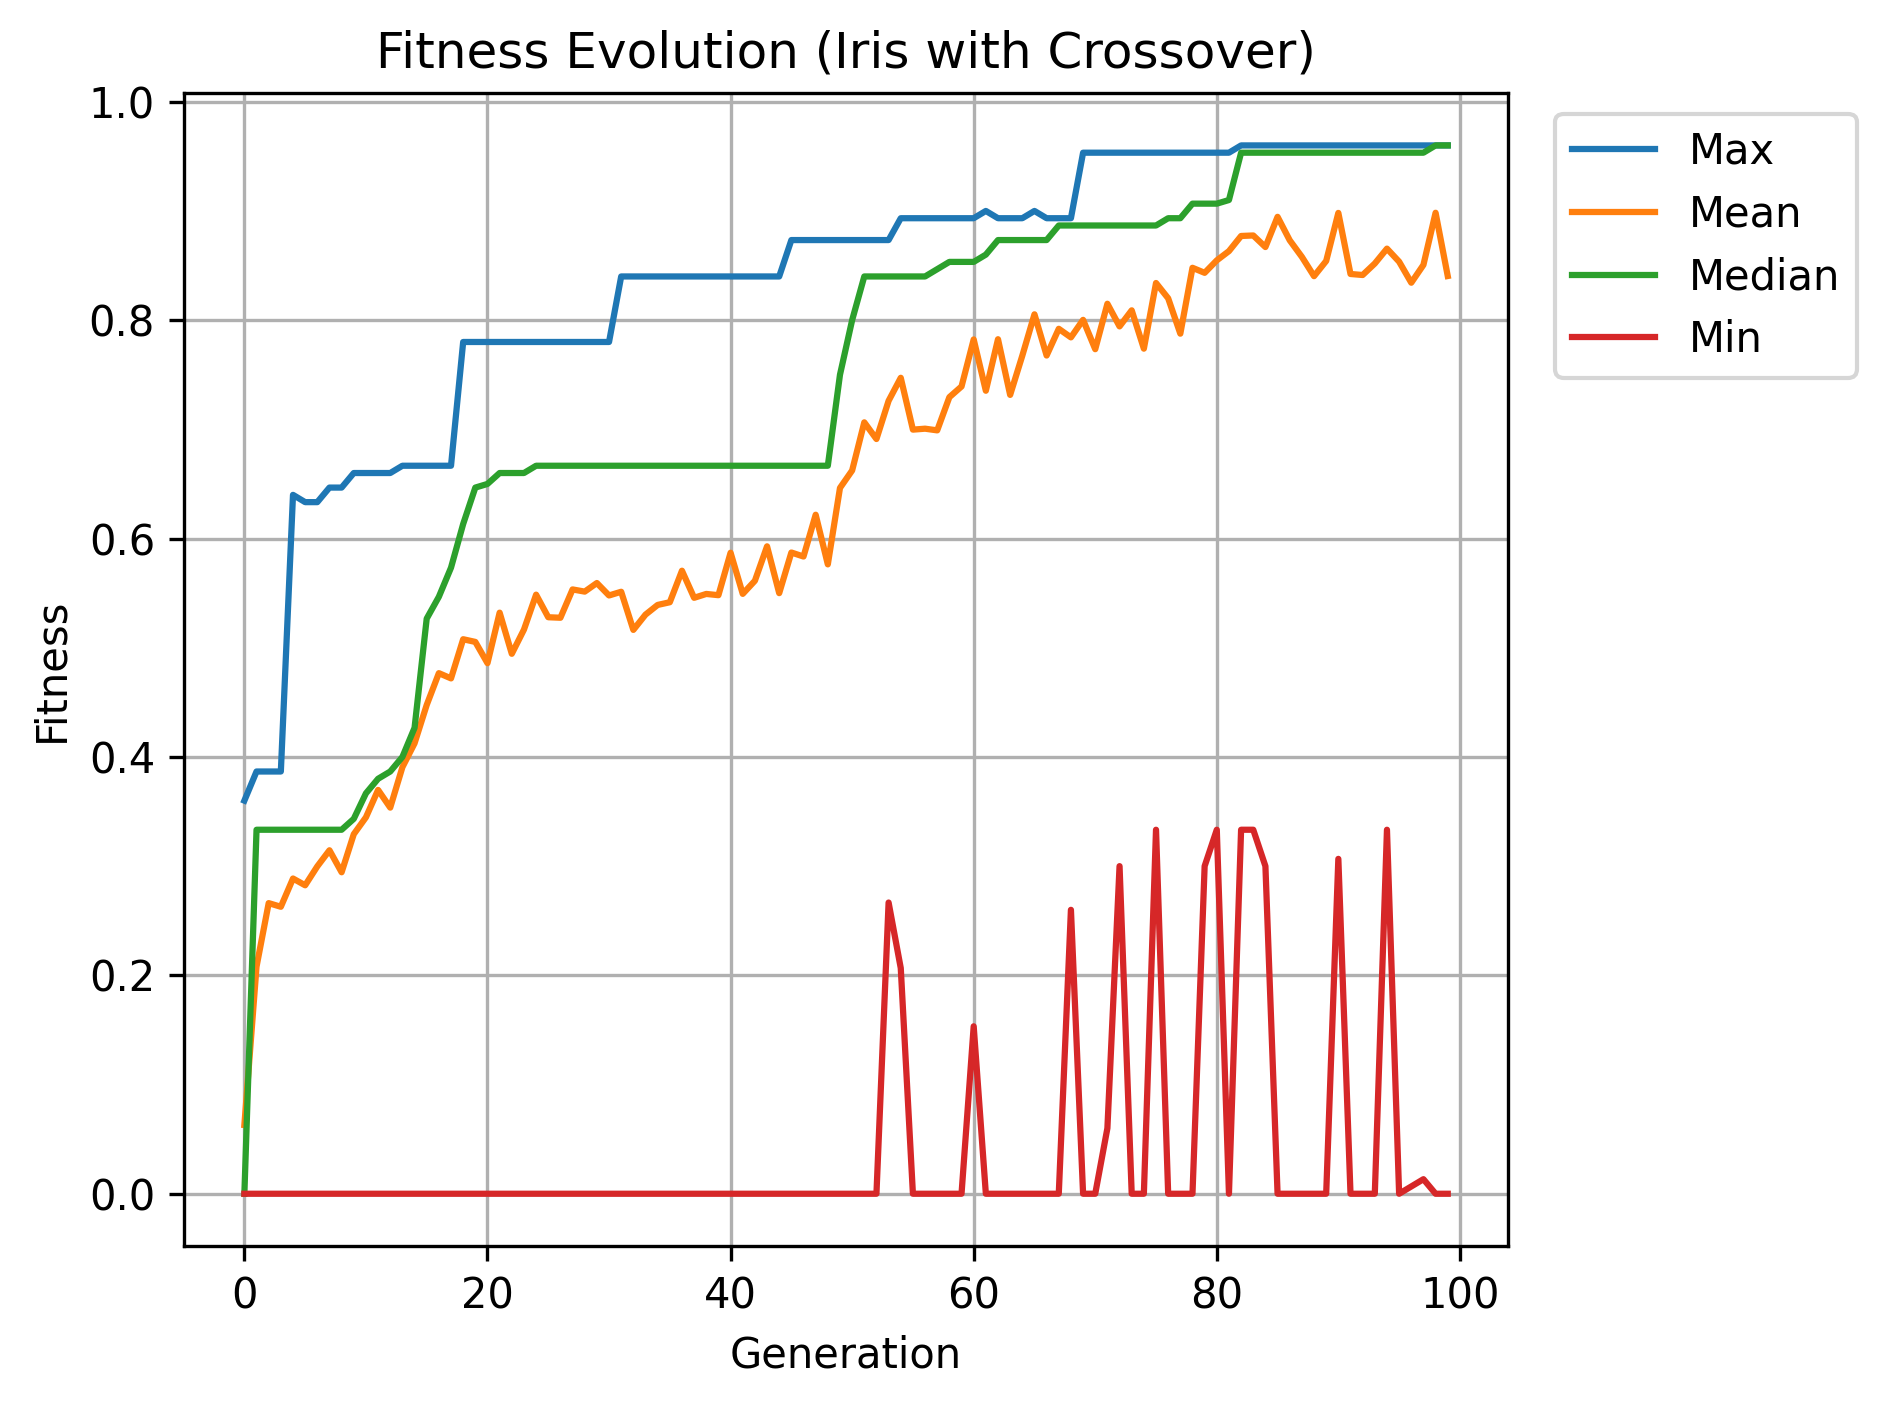 Fitness Evolution (Iris with Crossover)
1.0
0.8
0.6
0.4
0.2
0.0
Fitness
0 20 40 60 80 100
Generation
Max
Mean
Median
Min